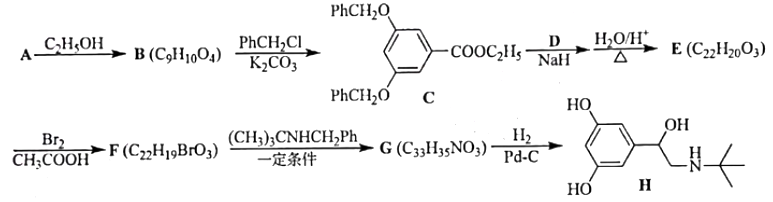 A C₂H₅OH B (C₉H₁₀O₄) PhCH₂Cl K₂CO₃ PhCH₂O PhCH₂O COOC₂H₅ C D NaH H₂O/H⁺ △ E (C₂₂H₂₀O₃)
Br₂ CH₃COOH F (C₂₂H₁₉BrO₃) (CH₃)₃CNHCH₂Ph 一定条件 G (C₃₃H₃₅NO₃) H₂ Pd-C HO HO OH N H H